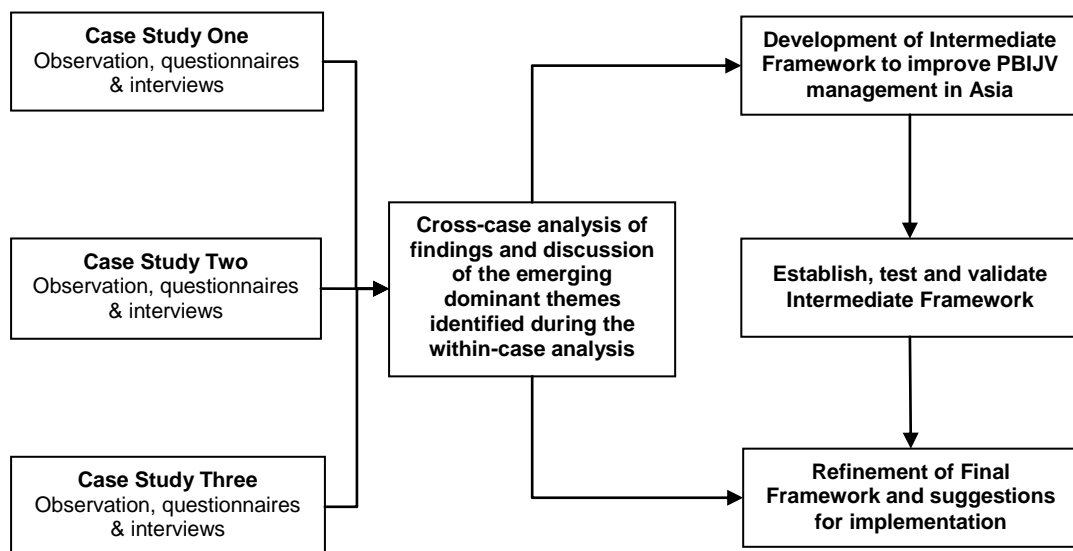 Case Study One
Observation, questionnaires
& interviews
Case Study Two
Observation, questionnaires
& interviews
Case Study Three
Observation, questionnaires
& interviews
Cross-case analysis of
findings and discussion
of the emerging
dominant themes
identified during the
within-case analysis
Development of Intermediate
Framework to improve PBIJV
management in Asia
Establish, test and validate
Intermediate Framework
Refinement of Final
Framework and suggestions
for implementation